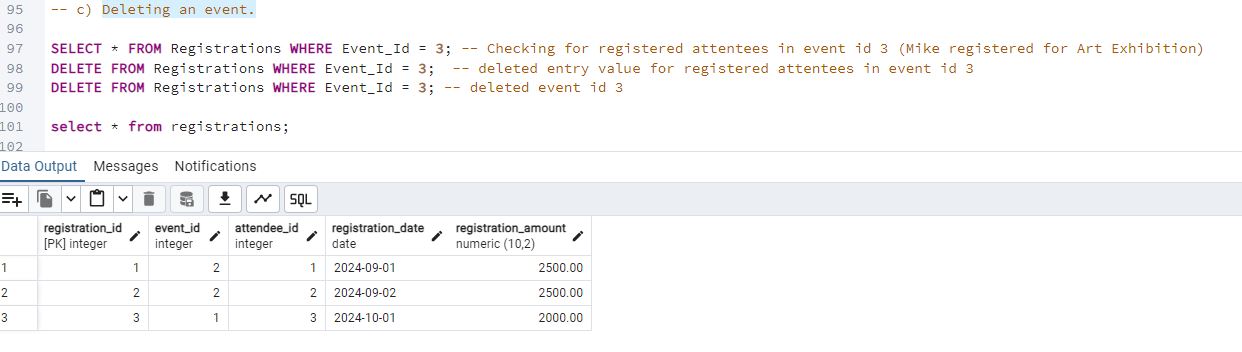 95 -- c) Deleting an event.
96
97 SELECT * FROM Registrations WHERE Event_Id = 3; -- Checking for registered attentees in event id 3 (Mike registered for Art Exhibition)
98 DELETE FROM Registrations WHERE Event_Id = 3;  -- deleted entry value for registered attentees in event id 3
99 DELETE FROM Registrations WHERE Event_Id = 3; -- deleted event id 3
100
101 select * from registrations;
102
Data Output Messages Notifications
SQL
registration_id event_id attendee_id registration_date registration_amount
[PK] integer integer integer date numeric (10,2)
1 1 2 1 2024-09-01 2500.00
2 2 2 2 2024-09-02 2500.00
3 3 1 3 2024-10-01 2000.00